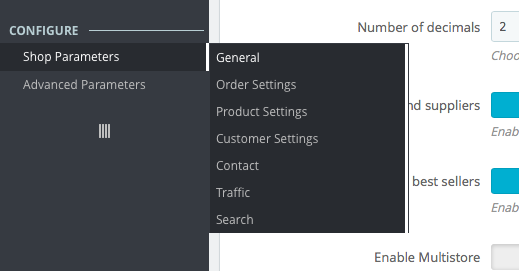 CONFIGURE
Shop Parameters
Advanced Parameters
General
Order Settings
Product Settings
Customer Settings
Contact
Traffic
Search
Number of decimals
2
Choo
nd suppliers
Enab
best sellers
Enab
Enable Multistore